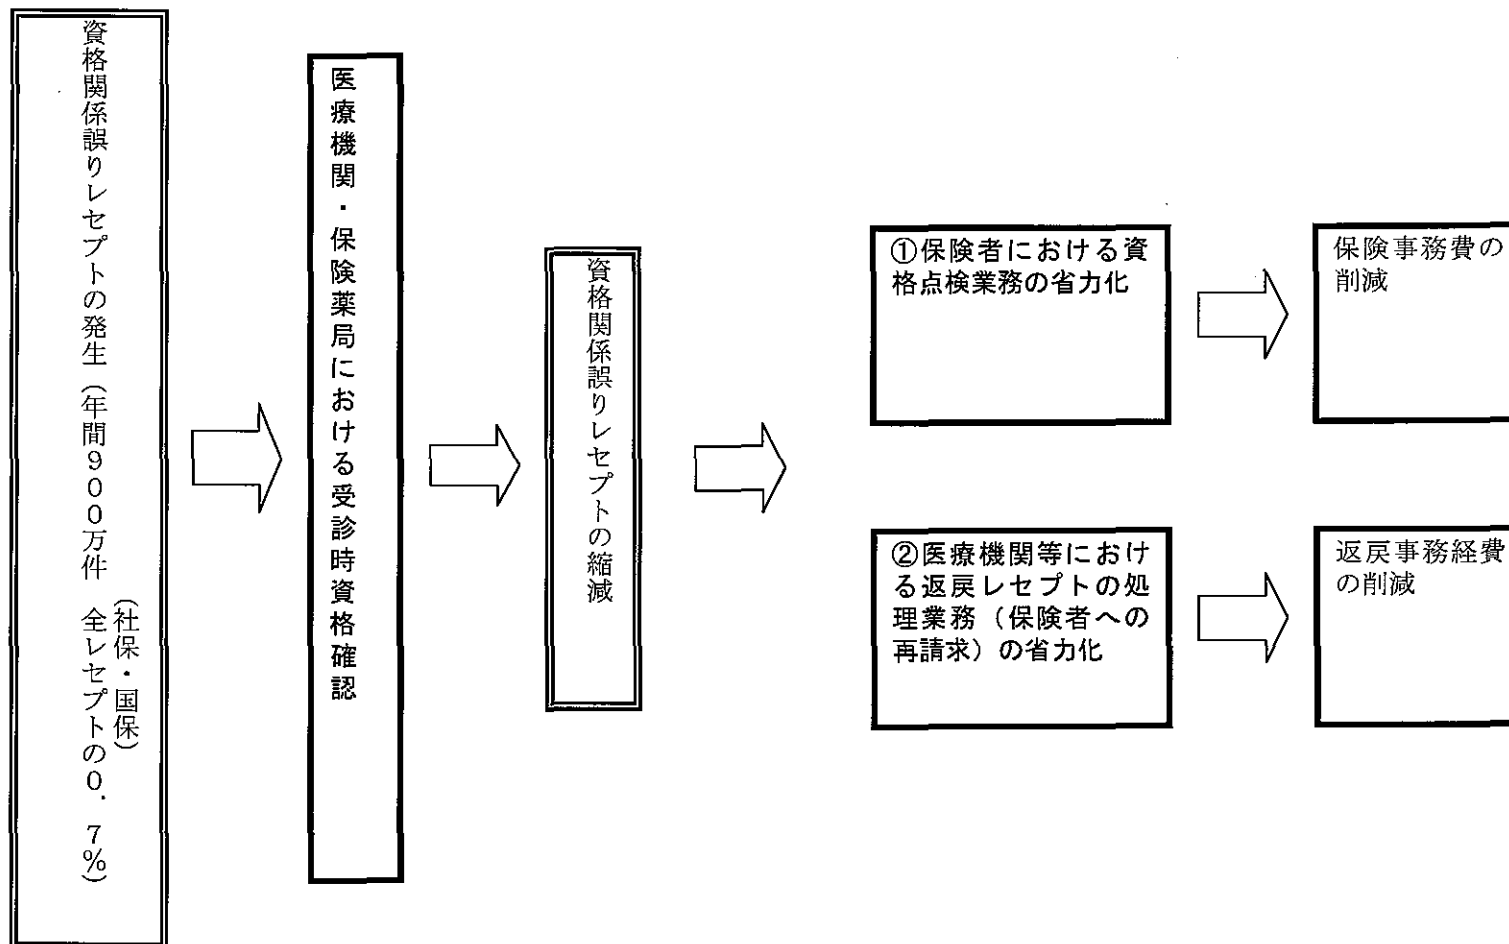 資格関係誤りレセプトの発生（年間９００万件　全レセプトの０．７％）
（社保・国保）
医療機関・保険薬局における受診時資格確認
資格関係誤りレセプトの縮減
①保険者における資
格点検業務の省力化
保険事務費の
削減
②医療機関等におけ
る返戻レセプトの処
理業務（保険者への
再請求）の省力化
返戻事務経費
の削減